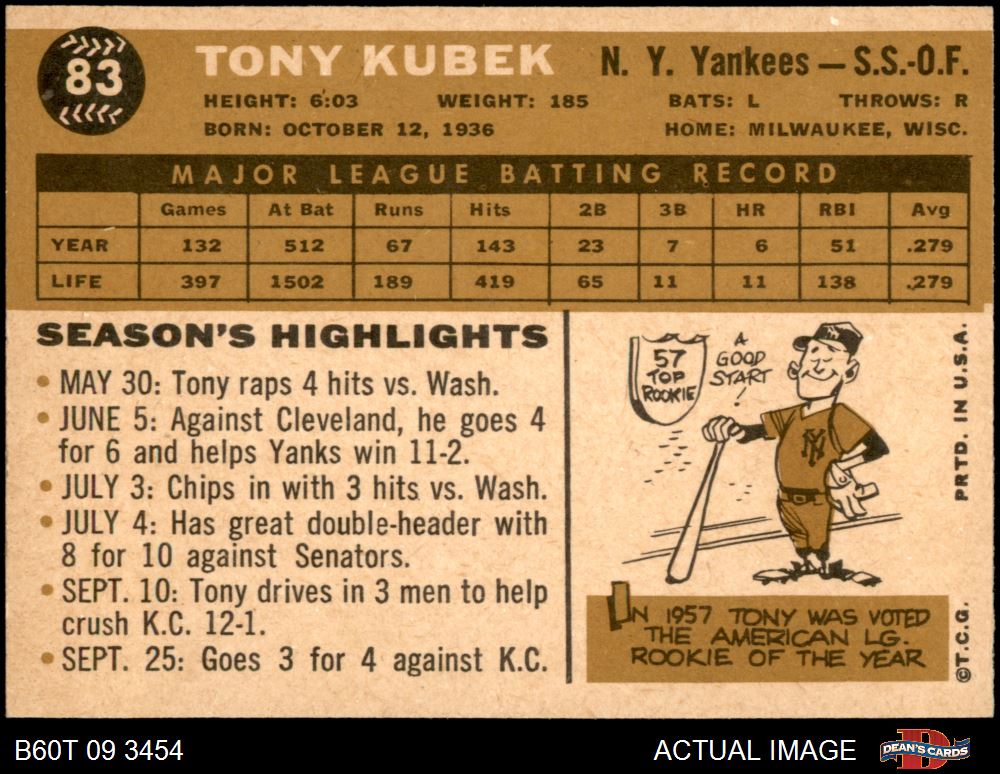 83
TONY KUBEK
N. Y. Yankees — S.S.-O.F.
HEIGHT: 6:03 WEIGHT: 185 BATS: L THROWS: R
BORN: OCTOBER 12, 1936 HOME: MILWAUKEE, WISC.
MAJOR LEAGUE BATTING RECORD
Games At Bat Runs Hits 2B 3B HR RBI Avg
YEAR 132 512 67 143 23 7 6 51 .279
LIFE 397 1502 189 419 65 11 11 138 .279
SEASON'S HIGHLIGHTS
• MAY 30: Tony raps 4 hits vs. Wash.
• JUNE 5: Against Cleveland, he goes 4
for 6 and helps Yanks win 11-2.
• JULY 3: Chips in with 3 hits vs. Wash.
• JULY 4: Has great double-header with
8 for 10 against Senators.
• SEPT. 10: Tony drives in 3 men to help
crush K.C. 12-1.
• SEPT. 25: Goes 3 for 4 against K.C.
57
TOP
ROOKIE
A
GOOD
START
!
NY
IN 1957 TONY WAS VOTED
THE AMERICAN LG.
ROOKIE OF THE YEAR
PRTD. IN U.S.A.
©T.C.G.
B60T 09 3454
ACTUAL IMAGE
DEAN'S CARDS